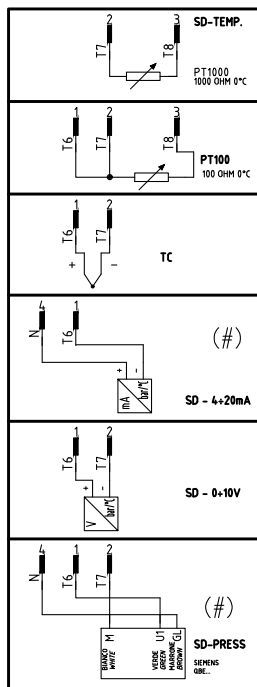 2 3 SD-TEMP.
T7 T8
PT1000
1000 OHM 0°C
1 2 3
T6 T7 T8
PT100
100 OHM 0°C
1 2
T6 T7
+ -
TC
4 1
N T6
(#)
+ -
mA bar/°C
SD - 4÷20mA
1 2
T6 T7
+ -
SD - 0÷10V
V bar/°C
4 1 2
N T6 T7
(#)
M U1 GL
BIANCO
WHITE
VERDE
GREEN
MARRONE
BROWN
SD-PRESS
SIEMENS
QBE...